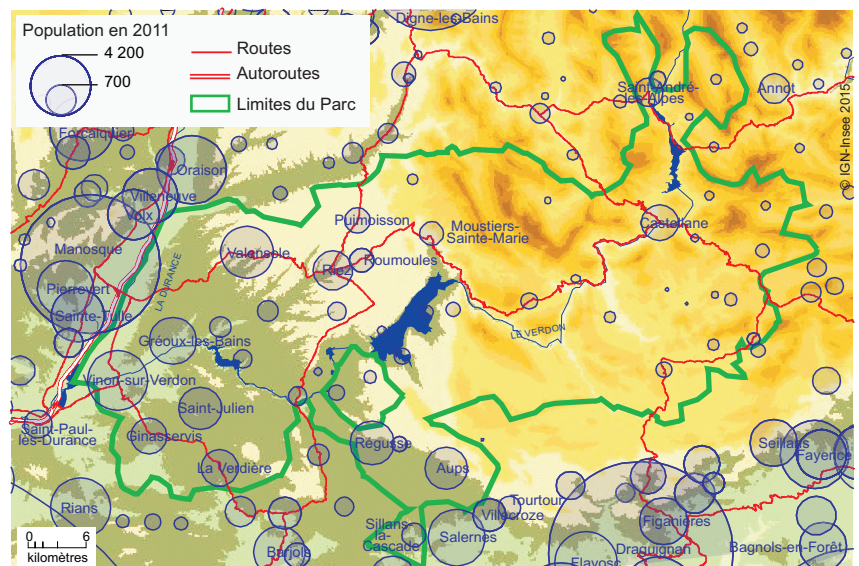 Population en 2011
4 200
700
Routes
Autoroutes
Limites du Parc
Digne-les-Bains
Saint-André-
les-Alpes
Annot
© IGN-Insee 2015
Forcalquier
Oraison
Villeneuve
Volx
Manosque
Pierrevert
Sainte-Tulle
LA DURANCE
Valensole
Puimoisson
Riez
Roumoules
Moustiers-
Sainte-Marie
Castellane
LE VERDON
Gréoux-les-Bains
Vinon-sur-Verdon
Saint-Julien
Saint-Paul-
lès-Durance
Ginasservis
La Verdière
Régusse
Aups
Seillans
Fayence
Rians
Barjols
Sillans-
la-
Cascade
Salernes
Villecroze
Tourtour
Figanières
Draguignan
Flayosc
Bagnols-en-Forêt
0 6
kilomètres